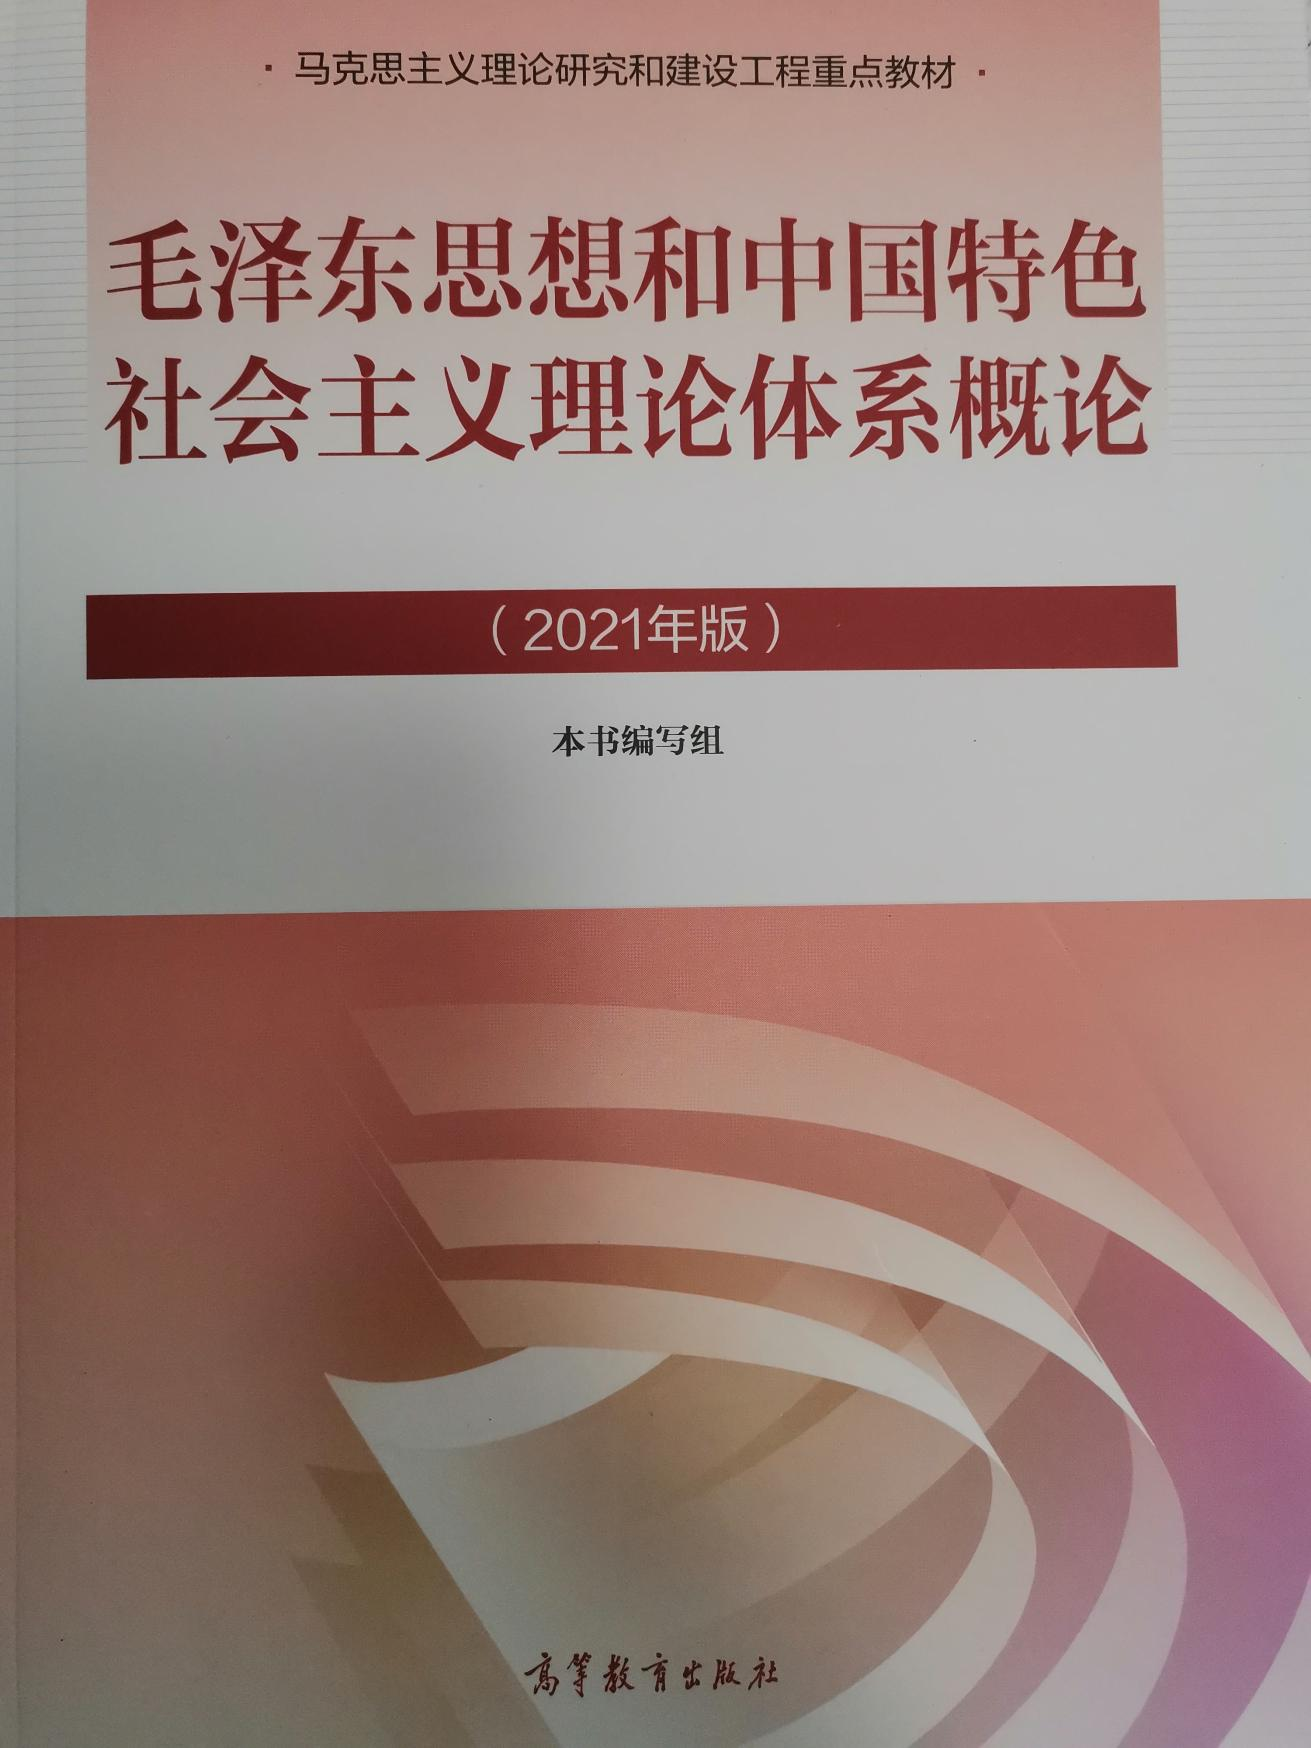 · 马克思主义理论研究和建设工程重点教材 ·
毛泽东思想和中国特色
社会主义理论体系概论
（2021年版）
本书编写组
高等教育出版社